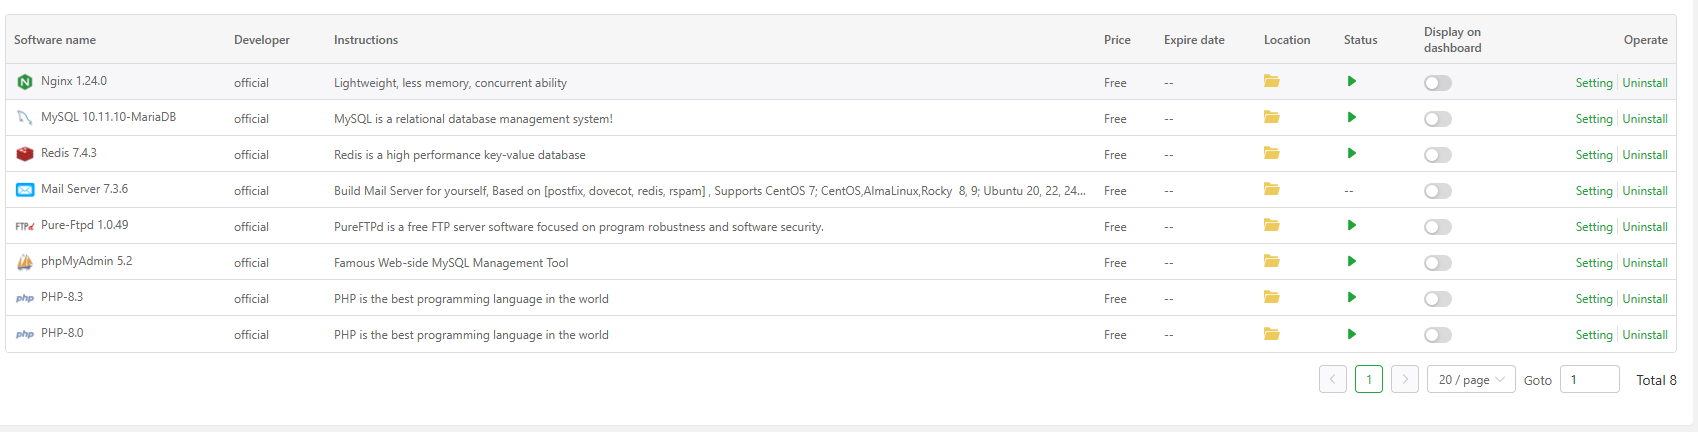 Software name Developer Instructions Price Expire date Location Status Display on dashboard Operate
Nginx 1.24.0 official Lightweight, less memory, concurrent ability Free -- Setting Uninstall
MySQL 10.11.10-MariaDB official MySQL is a relational database management system! Free -- Setting Uninstall
Redis 7.4.3 official Redis is a high performance key-value database Free -- Setting Uninstall
Mail Server 7.3.6 official Build Mail Server for yourself, Based on [postfix, dovecot, redis, rspam] , Supports CentOS 7; CentOS,AlmaLinux,Rocky 8, 9; Ubuntu 20, 22, 24... Free -- -- Setting Uninstall
FTP Pure-Ftpd 1.0.49 official PureFTPd is a free FTP server software focused on program robustness and software security. Free -- Setting Uninstall
phpMyAdmin 5.2 official Famous Web-side MySQL Management Tool Free -- Setting Uninstall
php PHP-8.3 official PHP is the best programming language in the world Free -- Setting Uninstall
php PHP-8.0 official PHP is the best programming language in the world Free -- Setting Uninstall
1 20 / page Goto 1 Total 8